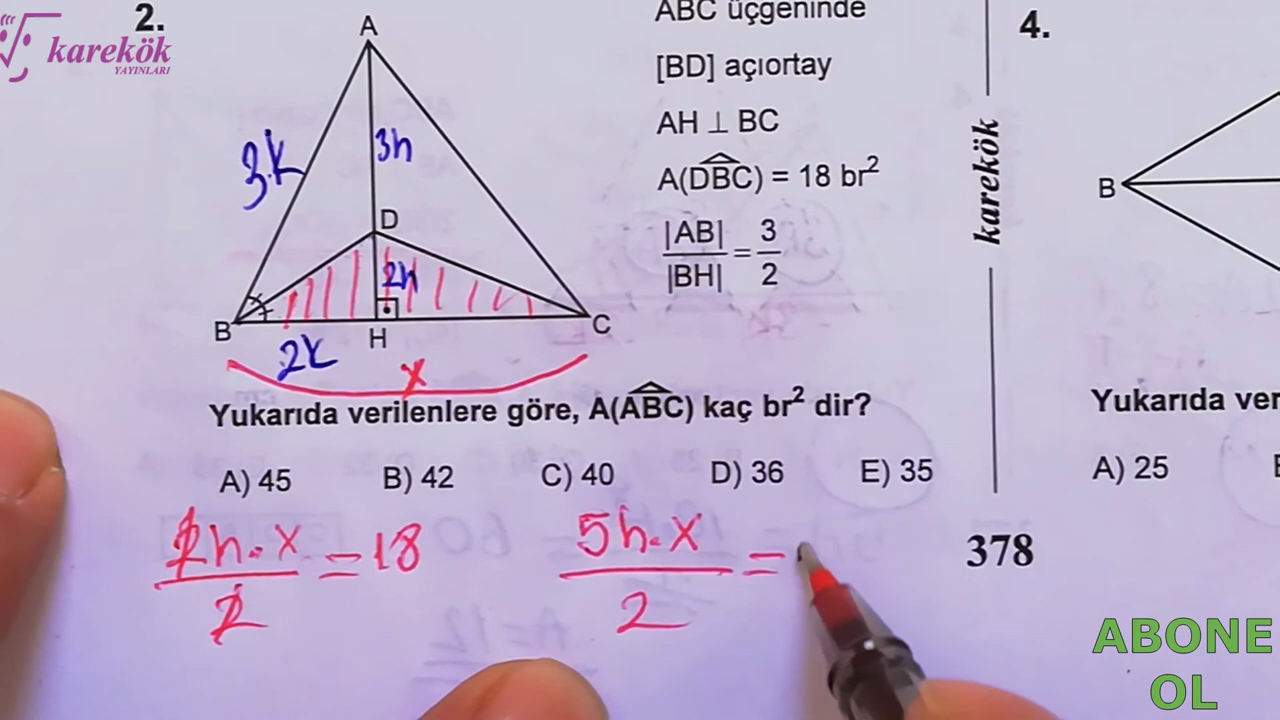 2.
karekök
YAYINLARI
A
3k
3h
D
2h
B
H
C
2k
x
ABC üçgeninde
[BD] açıortay
AH ⊥ BC
A(DBC) = 18 br²
|AB| / |BH| = 3 / 2
Yukarıda verilenlere göre, A(ABC) kaç br² dir?
A) 45 B) 42 C) 40 D) 36 E) 35
2h.x / 2 = 18
5h.x / 2 =
karekök
378
4.
B
Yukarıda ver
A) 25
ABONE
OL